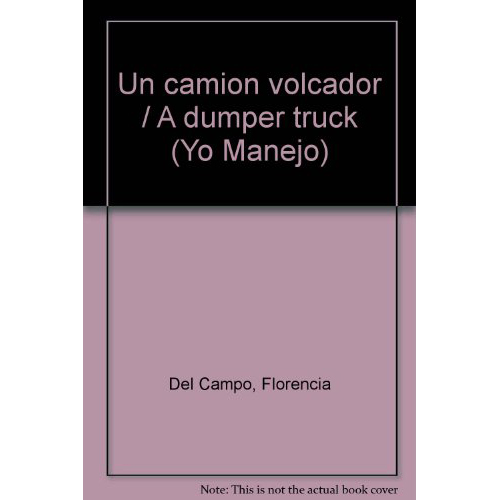 Un camion volcador
/ A dumper truck
(Yo Manejo)
Del Campo, Florencia
Note: This is not the actual book cover